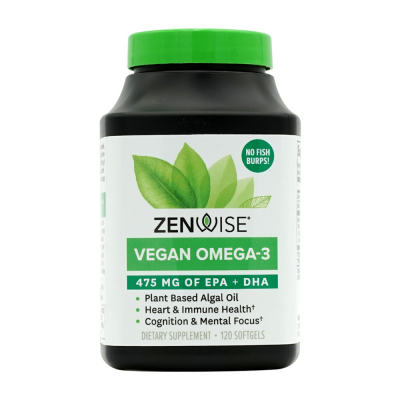 NO FISH
BURPS!
ZENWISE®
VEGAN OMEGA-3
475 MG OF EPA + DHA
• Plant Based Algal Oil
• Heart & Immune Health†
• Cognition & Mental Focus†
DIETARY SUPPLEMENT • 120 SOFTGELS